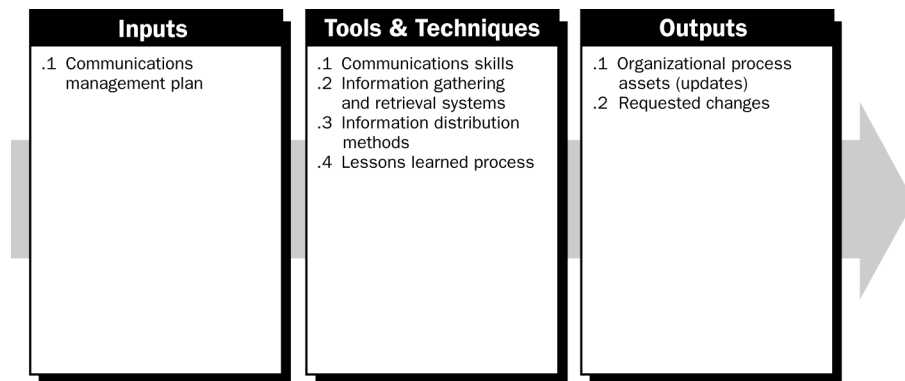 Inputs
.1 Communications
management plan
Tools & Techniques
.1 Communications skills
.2 Information gathering
and retrieval systems
.3 Information distribution
methods
.4 Lessons learned process
Outputs
.1 Organizational process
assets (updates)
.2 Requested changes